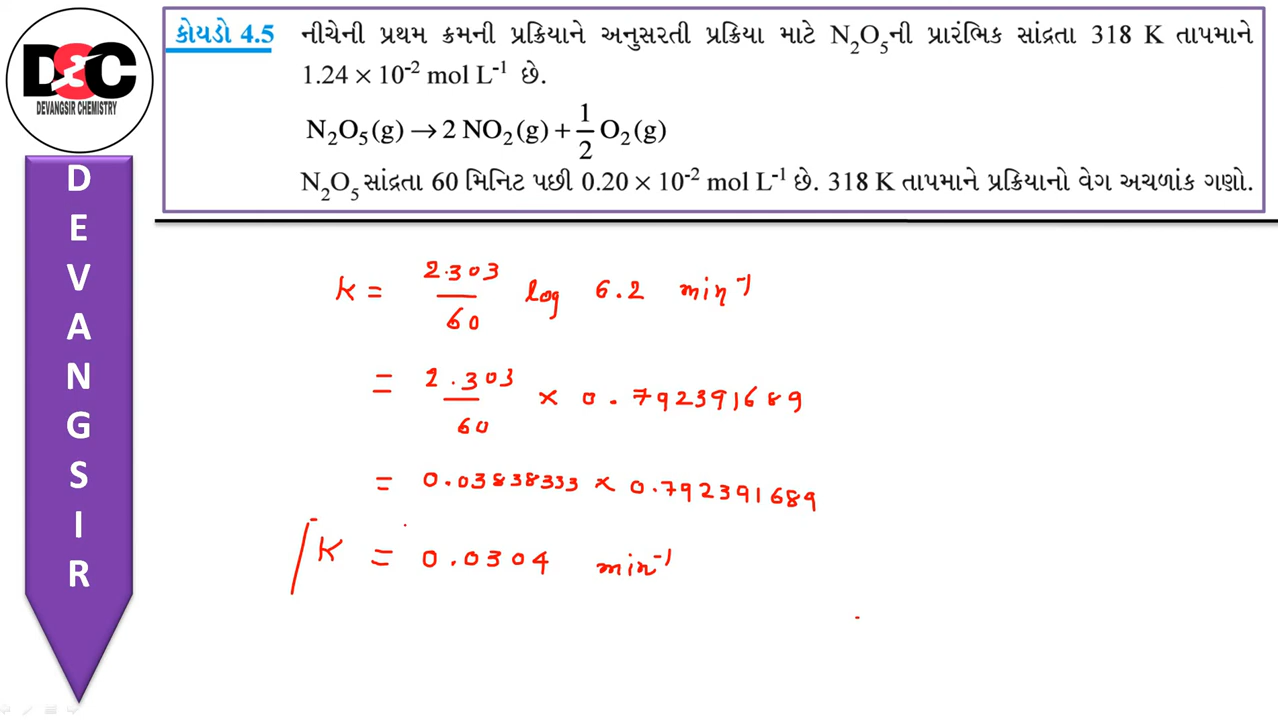 DEC
DEVANGSIR CHEMISTRY
D
E
V
A
N
G
S
I
R
કોયડો 4.5 નીચેની પ્રથમ ક્રમની પ્રક્રિયાને અનુસરતી પ્રક્રિયા માટે N₂O₅ની પ્રારંભિક સાંદ્રતા 318 K તાપમાને
1.24 × 10⁻² mol L⁻¹ છે.
N₂O₅(g) → 2 NO₂(g) + 1/2 O₂(g)
N₂O₅ સાંદ્રતા 60 મિનિટ પછી 0.20 × 10⁻² mol L⁻¹ છે. 318 K તાપમાને પ્રક્રિયાનો વેગ અચળાંક ગણો.
K = 2.303/60 log 6.2 min⁻¹
= 2.303/60 × 0.792391689
= 0.03838333 × 0.792391689
K = 0.0304 min⁻¹